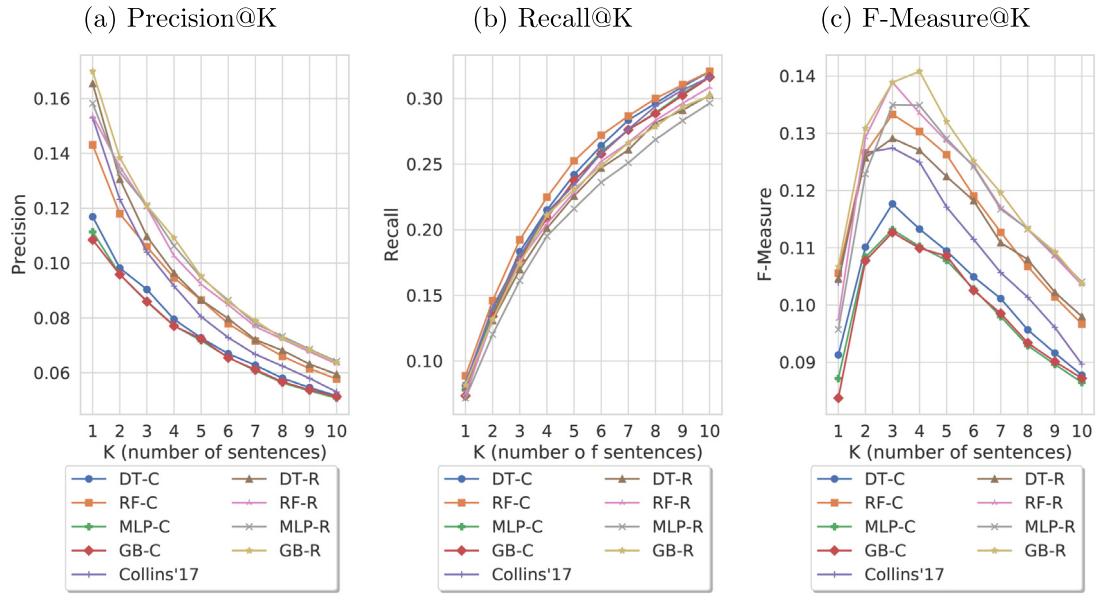 (a) Precision@K
(b) Recall@K
(c) F-Measure@K
Precision
0.16
0.14
0.12
0.10
0.08
0.06
1 2 3 4 5 6 7 8 9 10
K (number of sentences)
DT-C DT-R
RF-C RF-R
MLP-C MLP-R
GB-C GB-R
Collins'17
Recall
0.30
0.25
0.20
0.15
0.10
1 2 3 4 5 6 7 8 9 10
K (number o f sentences)
DT-C DT-R
RF-C RF-R
MLP-C MLP-R
GB-C GB-R
Collins'17
F-Measure
0.14
0.13
0.12
0.11
0.10
0.09
1 2 3 4 5 6 7 8 9 10
K (number of sentences)
DT-C DT-R
RF-C RF-R
MLP-C MLP-R
GB-C GB-R
Collins'17